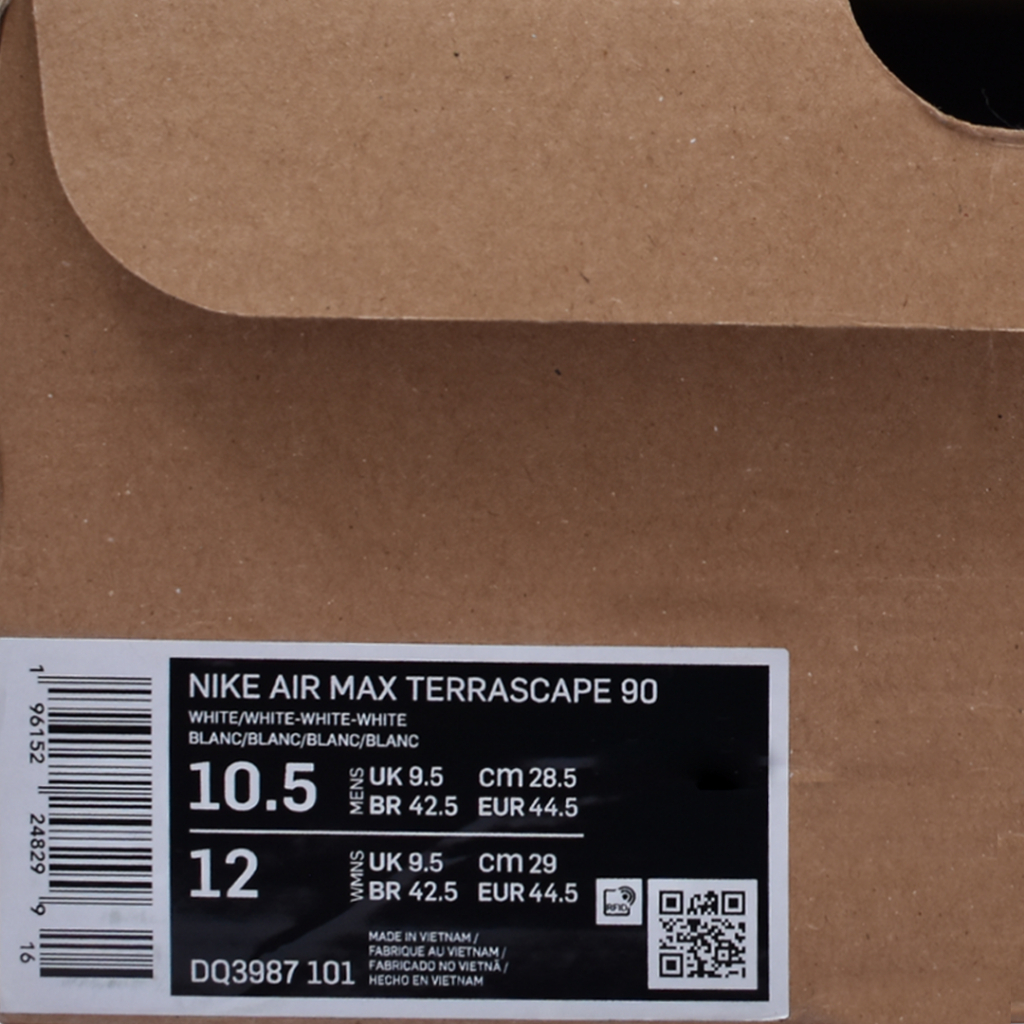 NIKE AIR MAX TERRASCAPE 90
WHITE/WHITE-WHITE-WHITE
BLANC/BLANC/BLANC/BLANC
10.5 MENS UK 9.5 cm 28.5
BR 42.5 EUR 44.5
12 WMNS UK 9.5 cm 29
BR 42.5 EUR 44.5
MADE IN VIETNAM /
FABRIQUE AU VIETNAM /
FABRICADO NO VIETNÃ /
HECHO EN VIETNAM
DQ3987 101
RFID
1 96152 24829 9 16